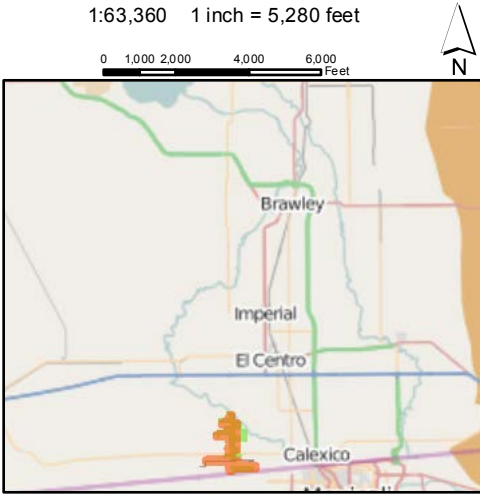 1:63,360 1 inch = 5,280 feet
0 1,000 2,000 4,000 6,000
Feet
N
Brawley
Imperial
El Centro
Calexico